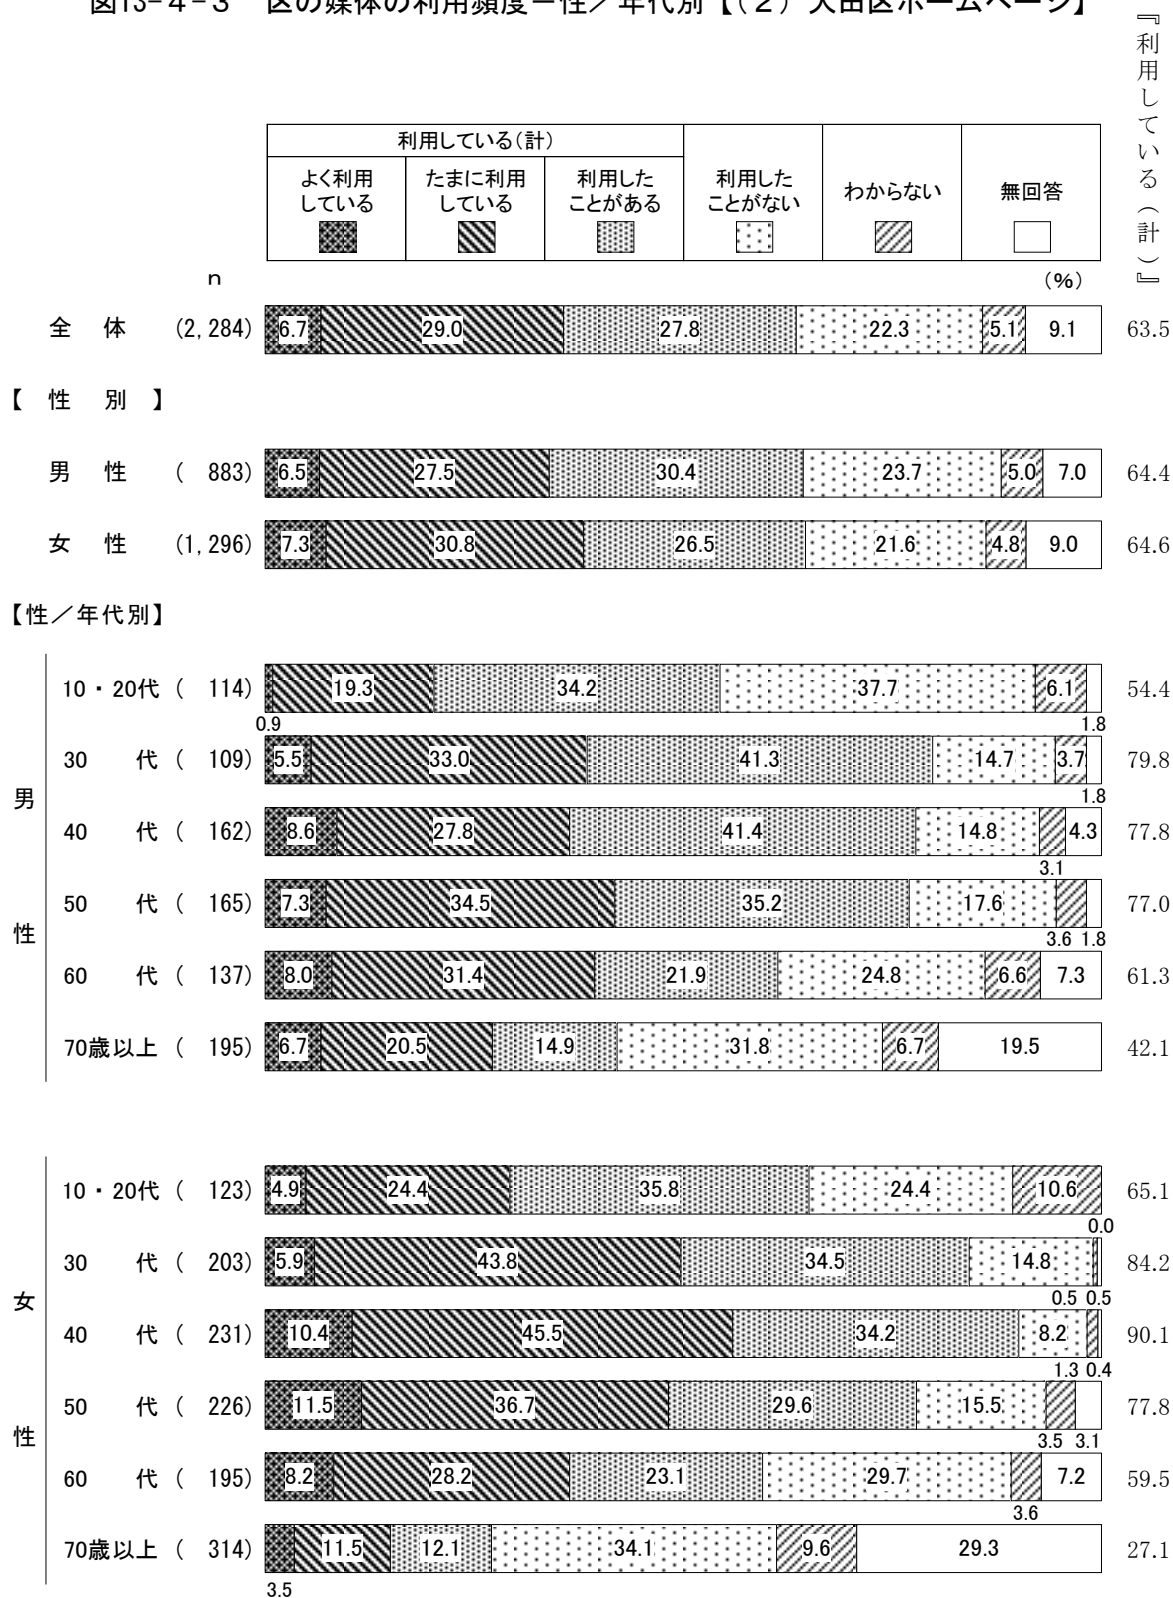 図13-4-3 区の媒体の利用頻度－性／年代別【（2）大田区ホームページ】
『利用している（計）』
利用している（計）
よく利用している
たまに利用している
利用したことがある
利用したことがない
わからない
無回答
n
（％）
全体 (2,284) 6.7 29.0 27.8 22.3 5.1 9.1 63.5
【性別】
男性 (883) 6.5 27.5 30.4 23.7 5.0 7.0 64.4
女性 (1,296) 7.3 30.8 26.5 21.6 4.8 9.0 64.6
【性／年代別】
男性
10・20代 (114) 0.9 19.3 34.2 37.7 6.1 1.8 54.4
30代 (109) 5.5 33.0 41.3 14.7 3.7 1.8 79.8
40代 (162) 8.6 27.8 41.4 14.8 3.1 4.3 77.8
50代 (165) 7.3 34.5 35.2 17.6 3.6 1.8 77.0
60代 (137) 8.0 31.4 21.9 24.8 6.6 7.3 61.3
70歳以上 (195) 6.7 20.5 14.9 31.8 6.7 19.5 42.1
女性
10・20代 (123) 4.9 24.4 35.8 24.4 10.6 0.0 65.1
30代 (203) 5.9 43.8 34.5 14.8 0.5 0.5 84.2
40代 (231) 10.4 45.5 34.2 8.2 1.3 0.4 90.1
50代 (226) 11.5 36.7 29.6 15.5 3.5 3.1 77.8
60代 (195) 8.2 28.2 23.1 29.7 3.6 7.2 59.5
70歳以上 (314) 3.5 11.5 12.1 34.1 9.6 29.3 27.1